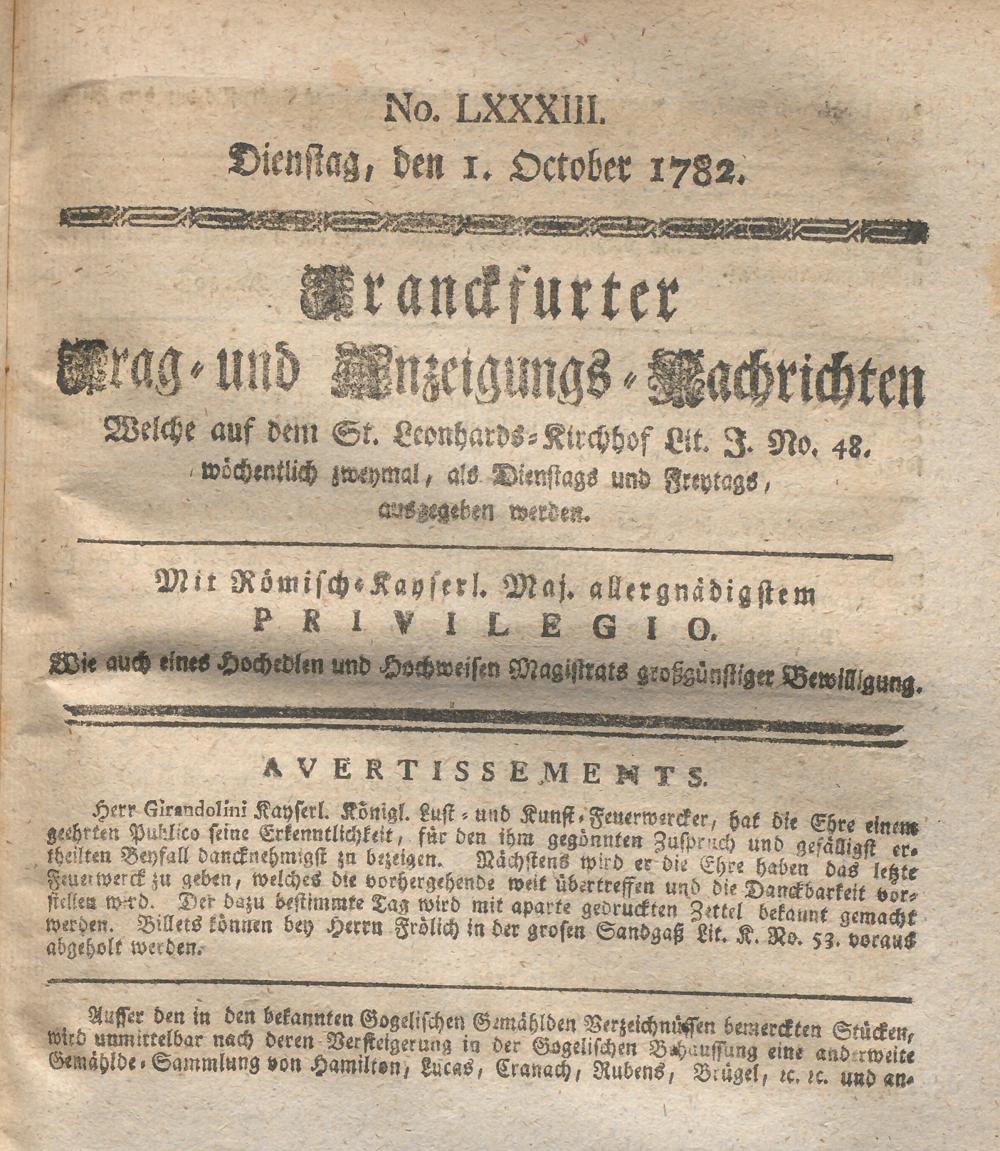 No. LXXXIII.
Dienstag, den 1. October 1782.
Franckfurter
Frag- und Anzeigungs-Nachrichten
Welche auf dem St. Leonhards-Kirchhof Lit. J. No. 48.
wöchentlich zweymal, als Dienstags und Freytags,
ausgegeben werden.
Mit Römisch-Kayserl. Maj. allergnädigstem
PRIVILEGIO.
Wie auch eines Hochedlen und Hochweisen Magistrats großgünstiger Bewilligung.
AVERTISSEMENTS.
Herr Girandolini Kayserl. Königl. Lust- und Kunst-Feuerwercker, hat die Ehre einem
geehrten Publico seine Erkenntlichkeit, für den ihm gegönnten Zuspruch und gefälligst er-
theilten Beyfall dancknehmigst zu bezeigen. Nächstens wird er die Ehre haben das letzte
Feuerwerck zu geben, welches die vorhergehende weit übertreffen und die Danckbarkeit vor-
stellen wird. Der dazu bestimmte Tag wird mit aparte gedruckten Zettel bekannt gemacht
werden. Billets können bey Herrn Frölich in der grosen Sandgaß Lit. K. No. 53. voraus
abgeholt werden.
Ausser den in den bekannten Gogelischen Gemählden Verzeichnüssen bemerckten Stücken,
wird unmittelbar nach deren Versteigerung in der Gogelischen Behaussung eine anderweite
Gemählde-Sammlung von Hamilton, Lucas, Cranach, Rubens, Brügel, ꝛc. ꝛc. und an-